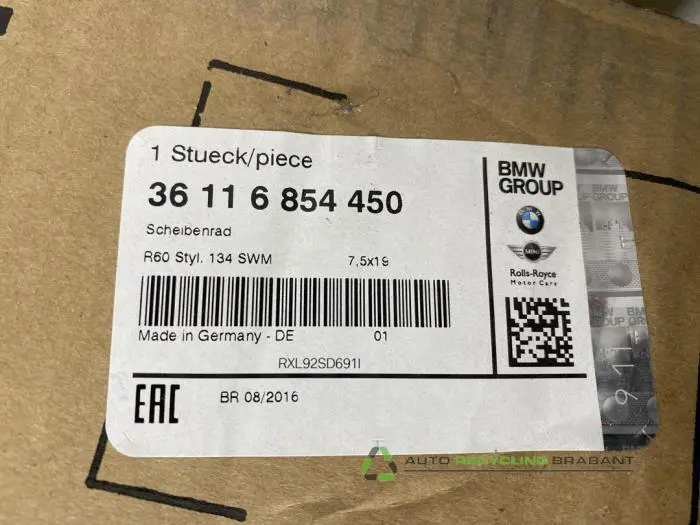 1 Stueck/piece
36 11 6 854 450
Scheibenrad
R60 Styl. 134 SWM 7,5x19
Made in Germany - DE 01
RXL92SD691I
EAC BR 08/2016
BMW
GROUP
MINI
Rolls-Royce
Motor Cars
AUTO RECYCLING BRABANT